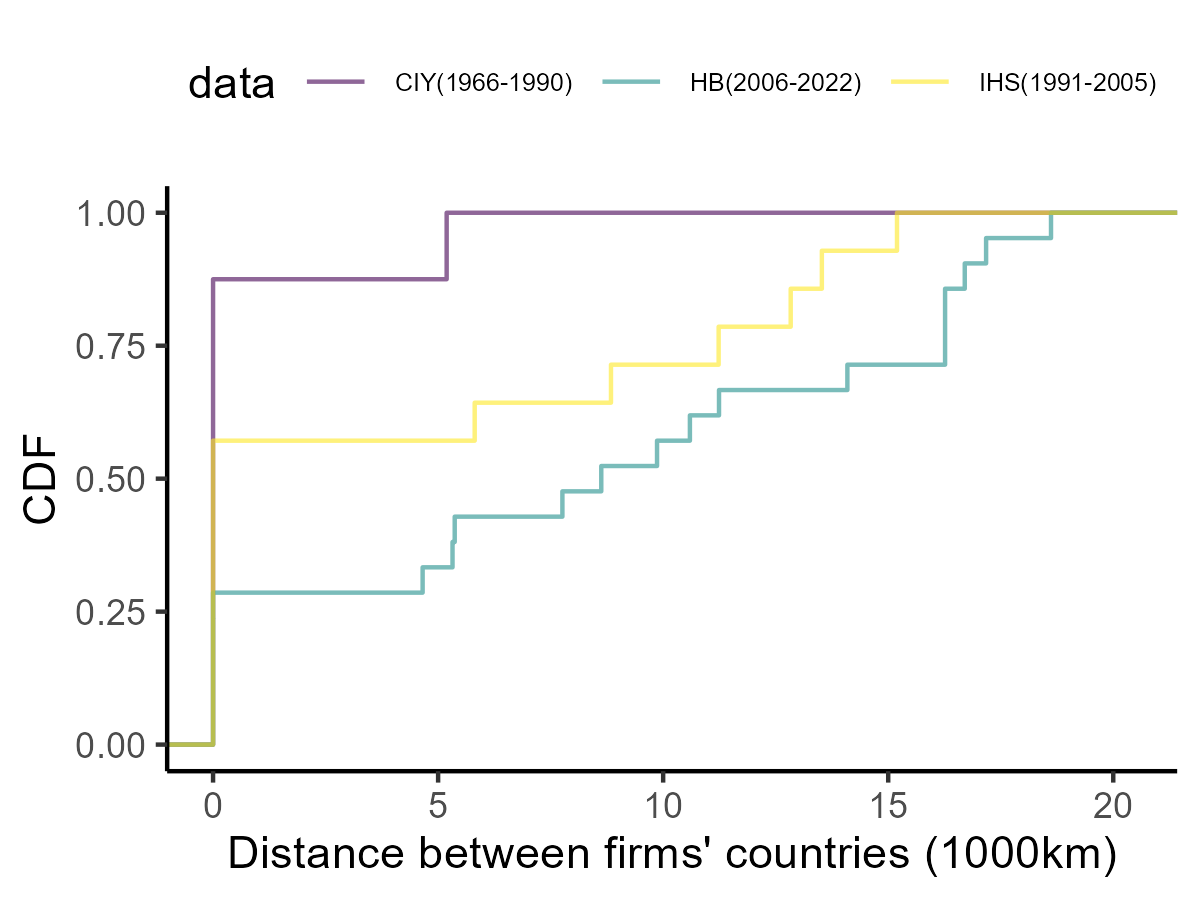 data CIY(1966-1990) HB(2006-2022) IHS(1991-2005)
1.00
0.75
0.50
0.25
0.00
CDF
0 5 10 15 20
Distance between firms' countries (1000km)